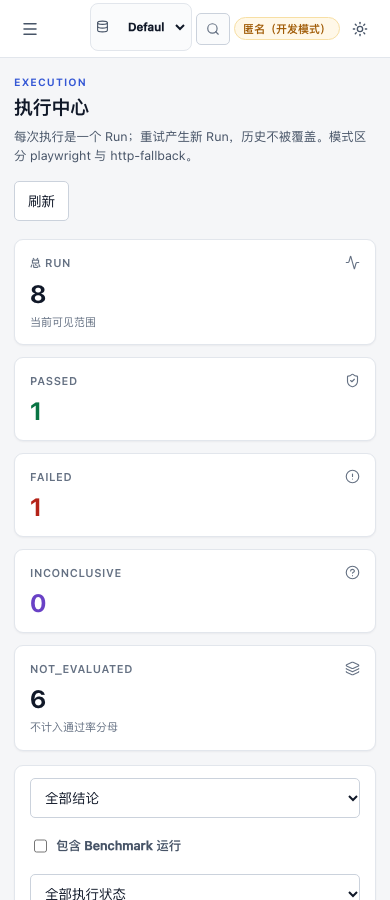 Defaul
匿名（开发模式）
EXECUTION
执行中心
每次执行是一个 Run；重试产生新 Run，历史不被覆盖。模式区
分 playwright 与 http-fallback。
刷新
总 RUN
8
当前可见范围
PASSED
1
FAILED
1
INCONCLUSIVE
0
NOT_EVALUATED
6
不计入通过率分母
全部结论
包含 Benchmark 运行
全部执行状态